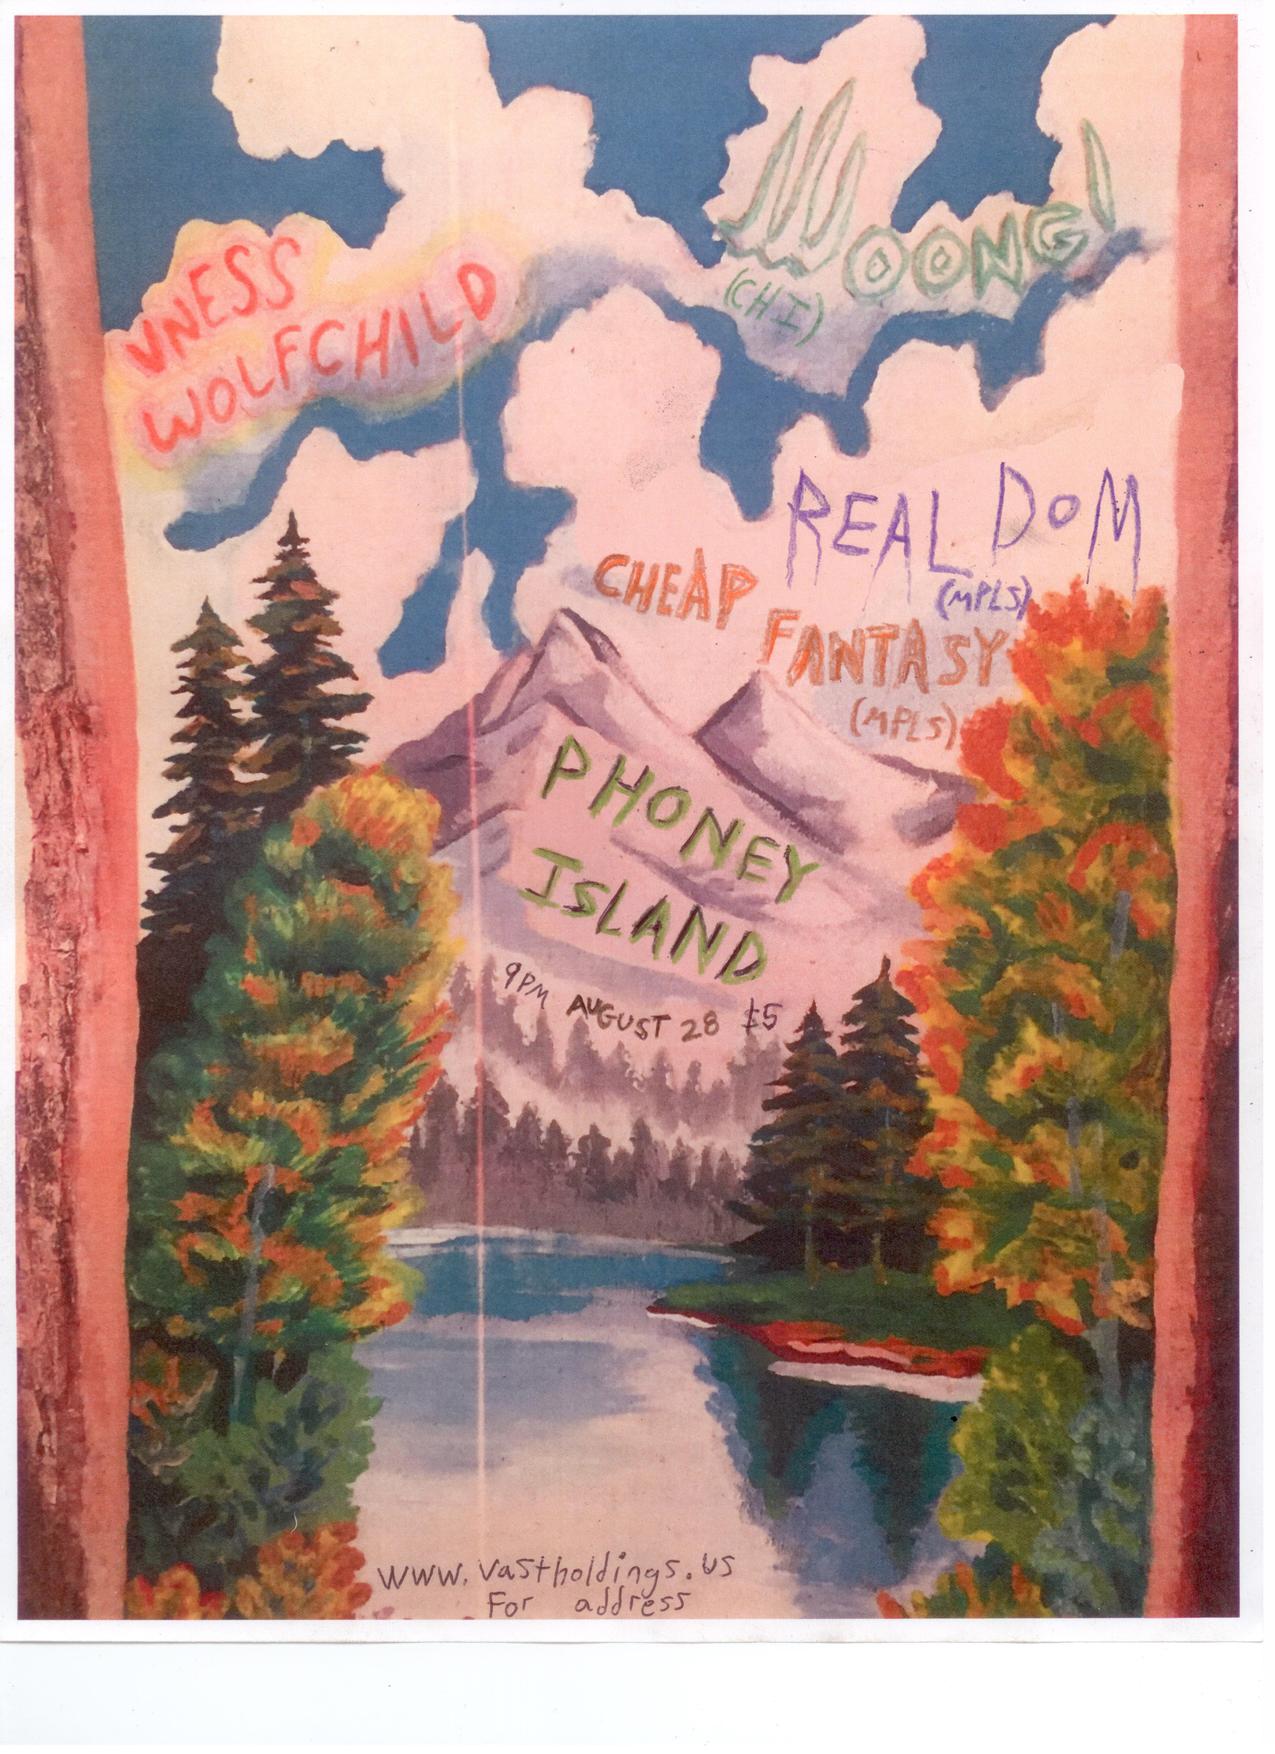 VNESS
WOLFCHILD
WOONG!
(CHI)
REAL DOM
(MPLS)
CHEAP
FANTASY
(MPLS)
PHONEY
ISLAND
9PM AUGUST 28 $5
www.vastholdings.us
For address